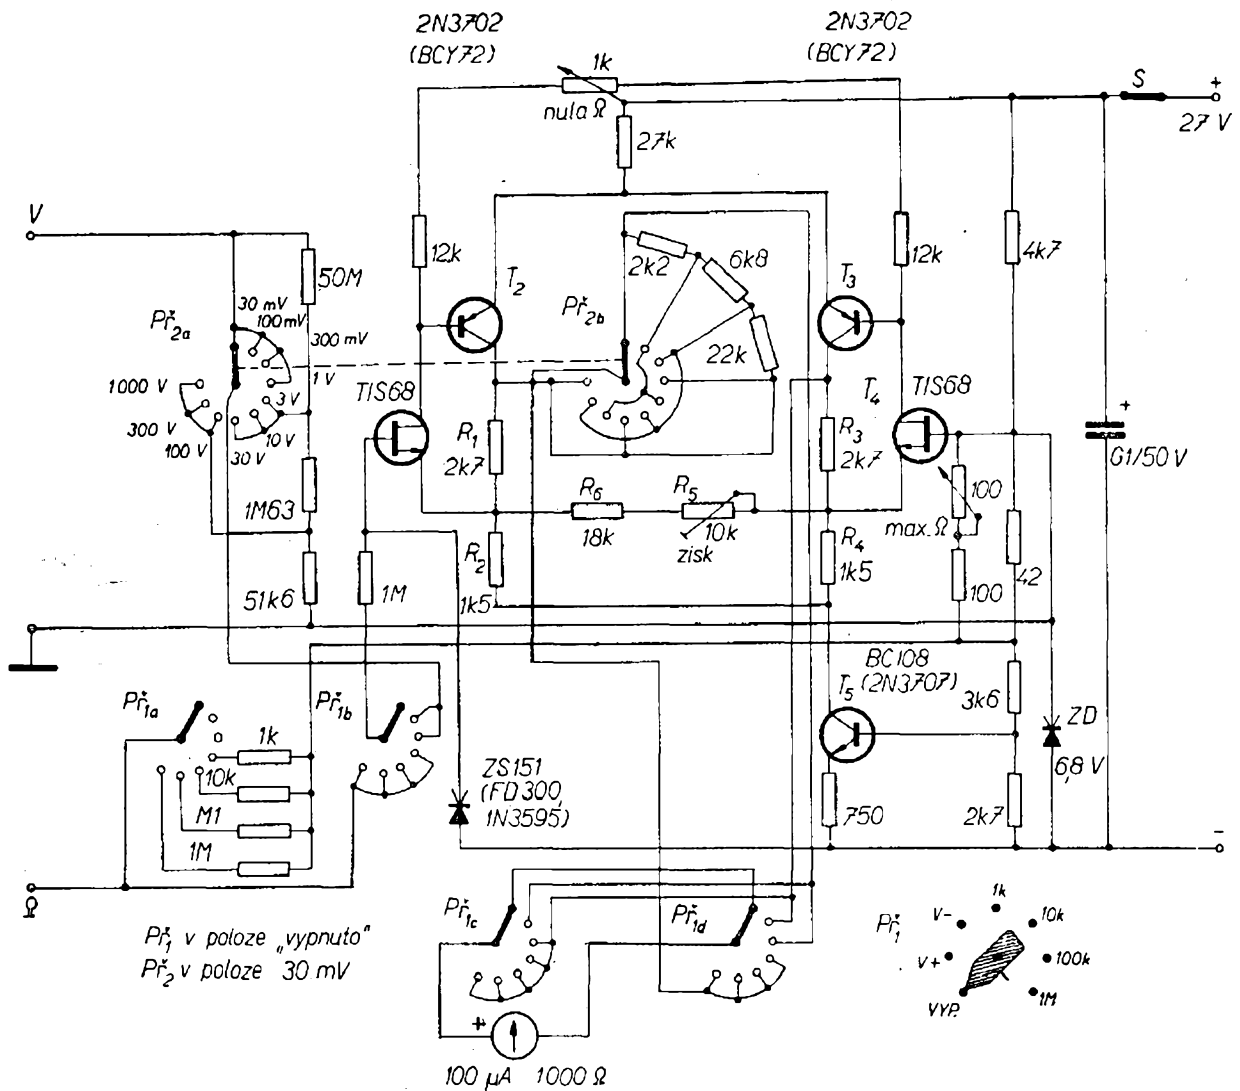 2N3702
(BCY72)
2N3702
(BCY72)
1k
nula Ω
S
+
27 V
27k
V
50M
12k
T2
2k2
6k8
T3
12k
4k7
Př2a
30 mV
100 mV
300 mV
1 V
3 V
10 V
30 V
100 V
300 V
1000 V
Př2b
22k
TIS68
T4
TIS68
R1
2k7
R3
2k7
+
G1/50 V
1M63
R6
18k
R5
10k
zisk
100
max. Ω
R2
1k5
R4
1k5
42
1M
100
51k6
BC108
T5 (2N3707)
3k6
ZD
6,8 V
Př1a
Př1b
1k
10k
M1
1M
ZS151
(FD300,
1N3595)
750
2k7
-
Ω
Př1c
Př1d
Př1 v poloze „vypnuto"
Př2 v poloze 30 mV
+
100 µA 1000 Ω
Př1
VYP.
V+
V-
1k
10k
100k
1M